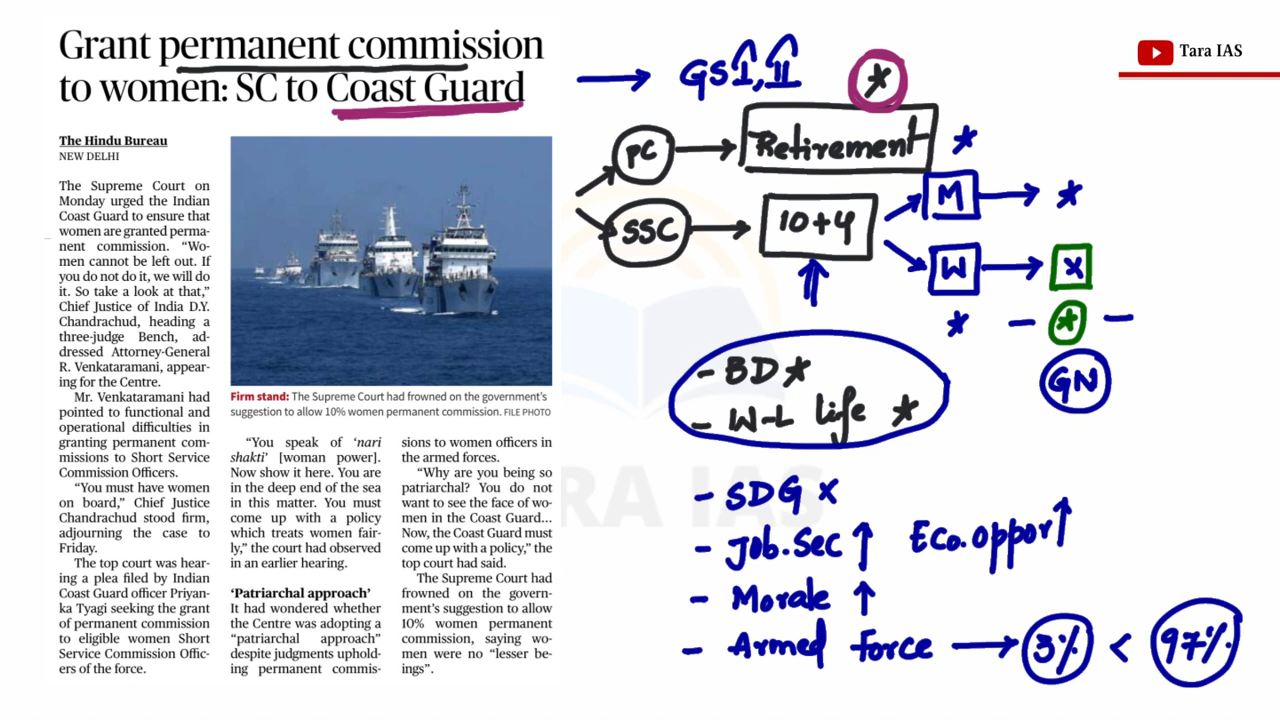 Grant permanent commission
to women: SC to Coast Guard
The Hindu Bureau
NEW DELHI
The Supreme Court on
Monday urged the Indian
Coast Guard to ensure that
women are granted perma-
nent commission. “Wo-
men cannot be left out. If
you do not do it, we will do
it. So take a look at that,”
Chief Justice of India D.Y.
Chandrachud, heading a
three-judge Bench, ad-
dressed Attorney-General
R. Venkataramani, appear-
ing for the Centre.
Mr. Venkataramani had
pointed to functional and
operational difficulties in
granting permanent com-
missions to Short Service
Commission Officers.
“You must have women
on board,” Chief Justice
Chandrachud stood firm,
adjourning the case to
Friday.
The top court was hear-
ing a plea filed by Indian
Coast Guard officer Priyan-
ka Tyagi seeking the grant
of permanent commission
to eligible women Short
Service Commission Offic-
ers of the force.
Firm stand: The Supreme Court had frowned on the government’s
suggestion to allow 10% women permanent commission. FILE PHOTO
“You speak of ‘nari
shakti’ [woman power].
Now show it here. You are
in the deep end of the sea
in this matter. You must
come up with a policy
which treats women fair-
ly,” the court had observed
in an earlier hearing.
‘Patriarchal approach’
It had wondered whether
the Centre was adopting a
“patriarchal approach”
despite judgments uphold-
ing permanent commis-
sions to women officers in
the armed forces.
“Why are you being so
patriarchal? You do not
want to see the face of wo-
men in the Coast Guard...
Now, the Coast Guard must
come up with a policy,” the
top court had said.
The Supreme Court had
frowned on the govern-
ment’s suggestion to allow
10% women permanent
commission, saying wo-
men were no “lesser be-
ings”.
Tara IAS
GS I, II
PC → Retirement
SSC → 10+4
M →
W → X
GN
- BD
- W-L life
- SDG x
- Job.Sec ↑ Eco.oppor ↑
- Morale ↑
- Armed force → 3% < 97%
TARA IAS